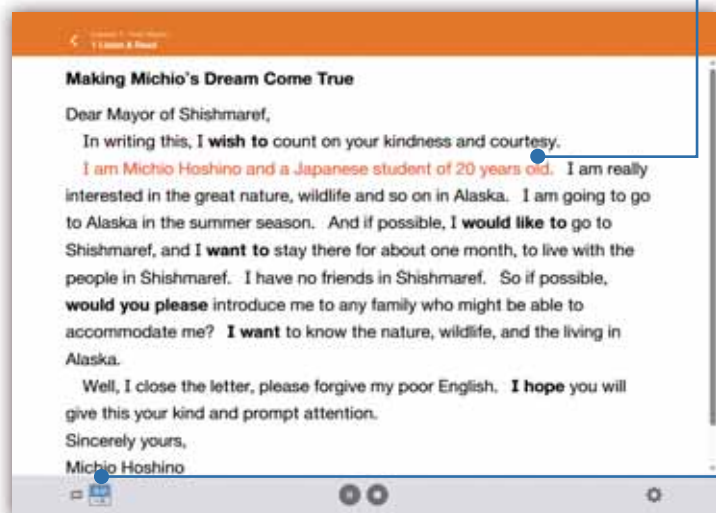 1 Listen & Read
Making Michio's Dream Come True
Dear Mayor of Shishmaref,
In writing this, I wish to count on your kindness and courtesy.
I am Michio Hoshino and a Japanese student of 20 years old. I am really
interested in the great nature, wildlife and so on in Alaska. I am going to go
to Alaska in the summer season. And if possible, I would like to go to
Shishmaref, and I want to stay there for about one month, to live with the
people in Shishmaref. I have no friends in Shishmaref. So if possible,
would you please introduce me to any family who might be able to
accommodate me? I want to know the nature, wildlife, and the living in
Alaska.
Well, I close the letter, please forgive my poor English. I hope you will
give this your kind and prompt attention.
Sincerely yours,
Michio Hoshino